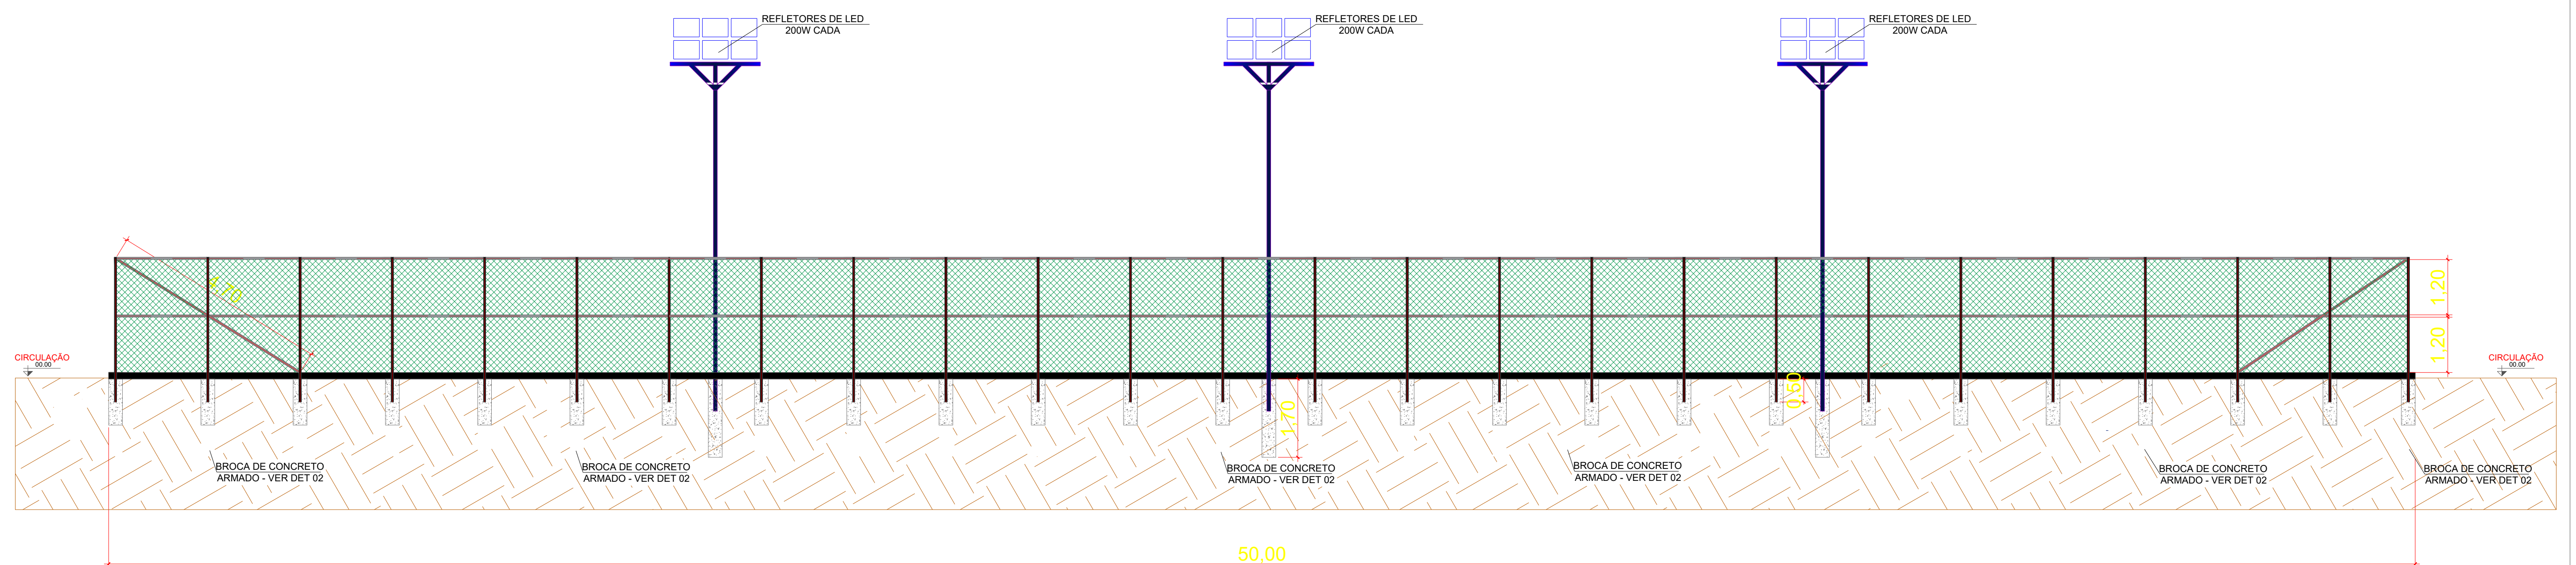 REFLETORES DE LED
200W CADA
REFLETORES DE LED
200W CADA
REFLETORES DE LED
200W CADA
4,70
1,20
1,20
CIRCULAÇÃO
00.00
CIRCULAÇÃO
00.00
0,50
1,70
BROCA DE CONCRETO
ARMADO - VER DET 02
BROCA DE CONCRETO
ARMADO - VER DET 02
BROCA DE CONCRETO
ARMADO - VER DET 02
BROCA DE CONCRETO
ARMADO - VER DET 02
BROCA DE CONCRETO
ARMADO - VER DET 02
BROCA DE CONCRETO
ARMADO - VER DET 02
50,00